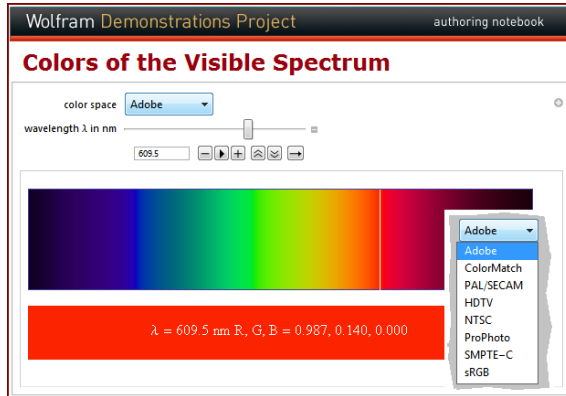 Wolfram Demonstrations Project authoring notebook
Colors of the Visible Spectrum
color space Adobe
wavelength λ in nm
609.5
Adobe
Adobe
ColorMatch
PAL/SECAM
HDTV
NTSC
ProPhoto
SMPTE-C
sRGB
λ = 609.5 nm R, G, B = 0.987, 0.140, 0.000